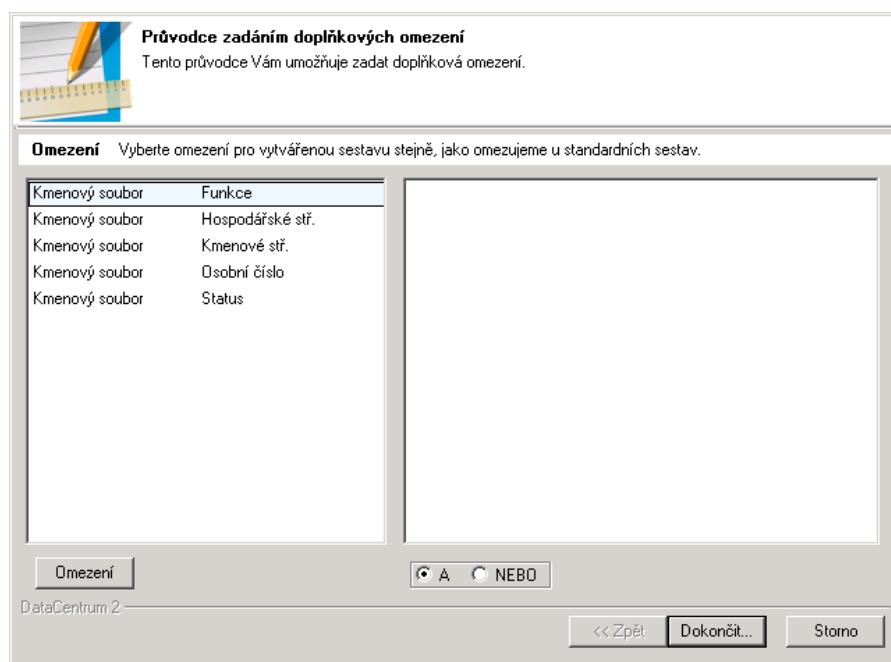 Průvodce zadáním doplňkových omezení
Tento průvodce Vám umožňuje zadat doplňková omezení.
Omezení Vyberte omezení pro vytvářenou sestavu stejně, jako omezujeme u standardních sestav.
Kmenový soubor Funkce
Kmenový soubor Hospodářské stř.
Kmenový soubor Kmenové stř.
Kmenový soubor Osobní číslo
Kmenový soubor Status
Omezení A NEBO
DataCentrum 2
<< Zpět Dokončit... Storno